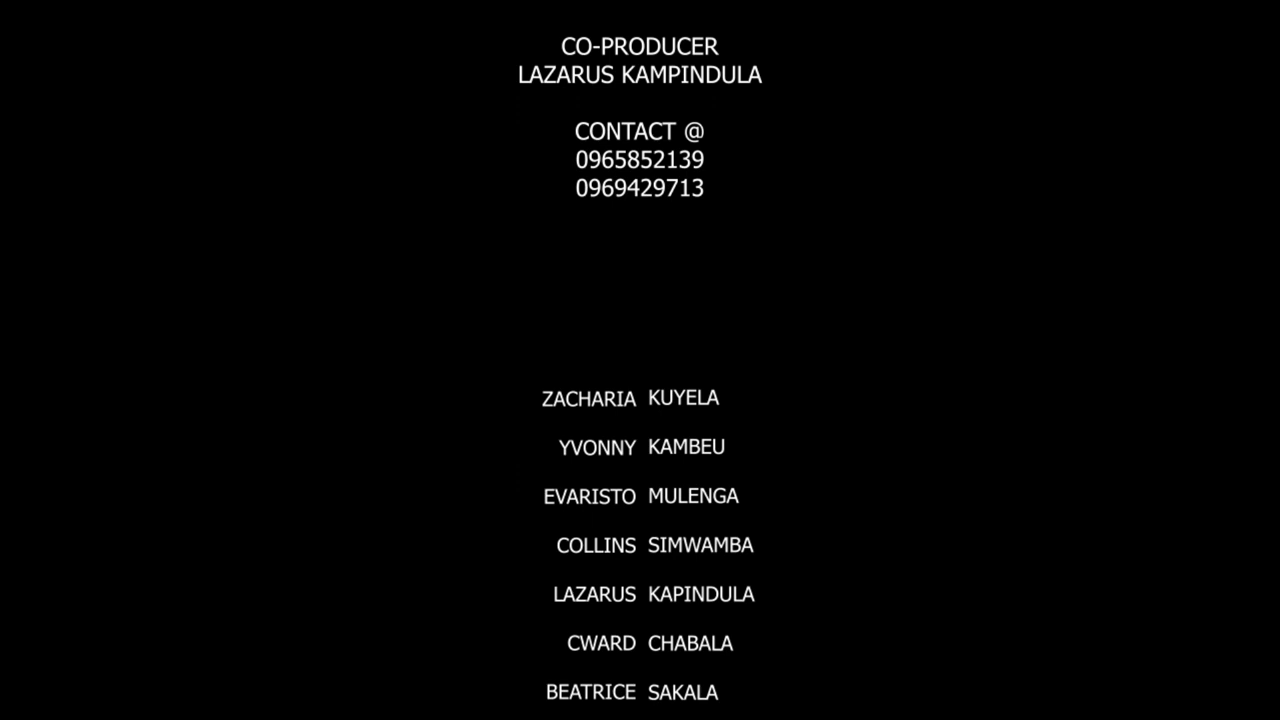 CO-PRODUCER
LAZARUS KAMPINDULA
CONTACT @
0965852139
0969429713
ZACHARIA KUYELA
YVONNY KAMBEU
EVARISTO MULENGA
COLLINS SIMWAMBA
LAZARUS KAPINDULA
CWARD CHABALA
BEATRICE SAKALA